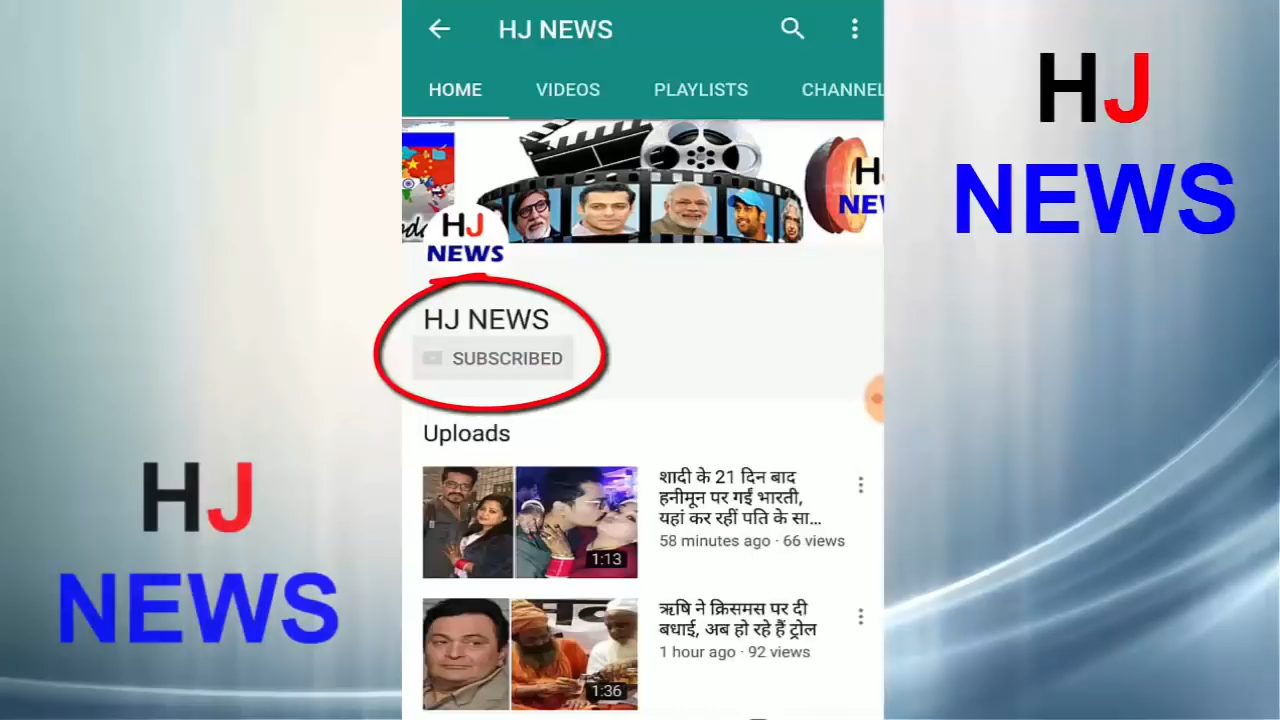 HJ NEWS
HOME VIDEOS PLAYLISTS CHANNEL
HJ
NEWS
HJ
NEWS
HJ
NEWS
HJ NEWS
SUBSCRIBED
Uploads
शादी के 21 दिन बाद
हनीमून पर गईं भारती,
यहां कर रहीं पति के सा...
58 minutes ago · 66 views
1:13
ऋषि ने क्रिसमस पर दी
बधाई, अब हो रहे हैं ट्रोल
1 hour ago · 92 views
1:36
HJ
NEWS